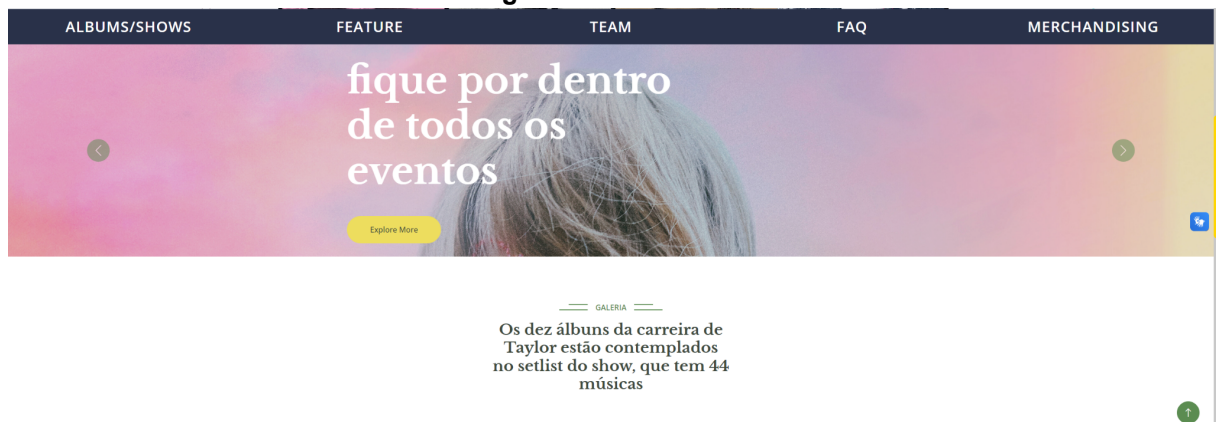 ALBUMS/SHOWS FEATURE TEAM FAQ MERCHANDISING
fique por dentro
de todos os
eventos
Explore More
GALERIA
Os dez álbuns da carreira de
Taylor estão contemplados
no setlist do show, que tem 44
músicas